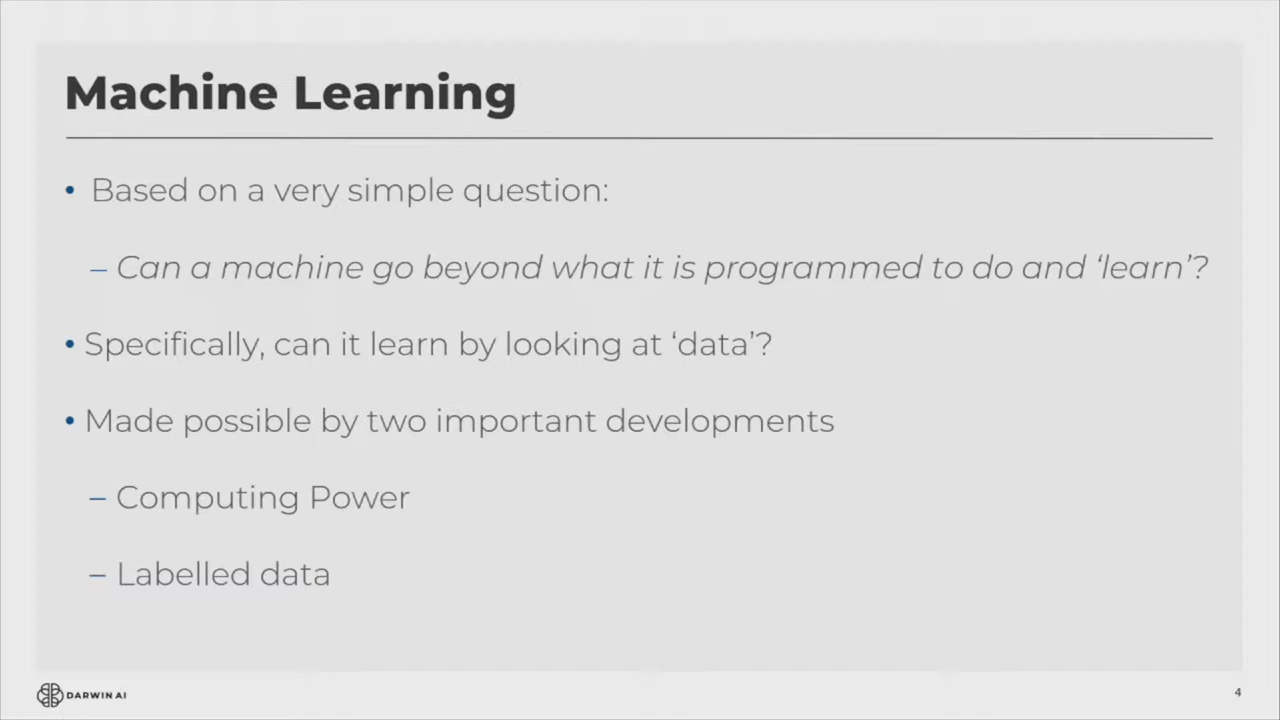 Machine Learning
• Based on a very simple question:
– Can a machine go beyond what it is programmed to do and ‘learn’?
• Specifically, can it learn by looking at ‘data’?
• Made possible by two important developments
– Computing Power
– Labelled data
DARWIN AI
4